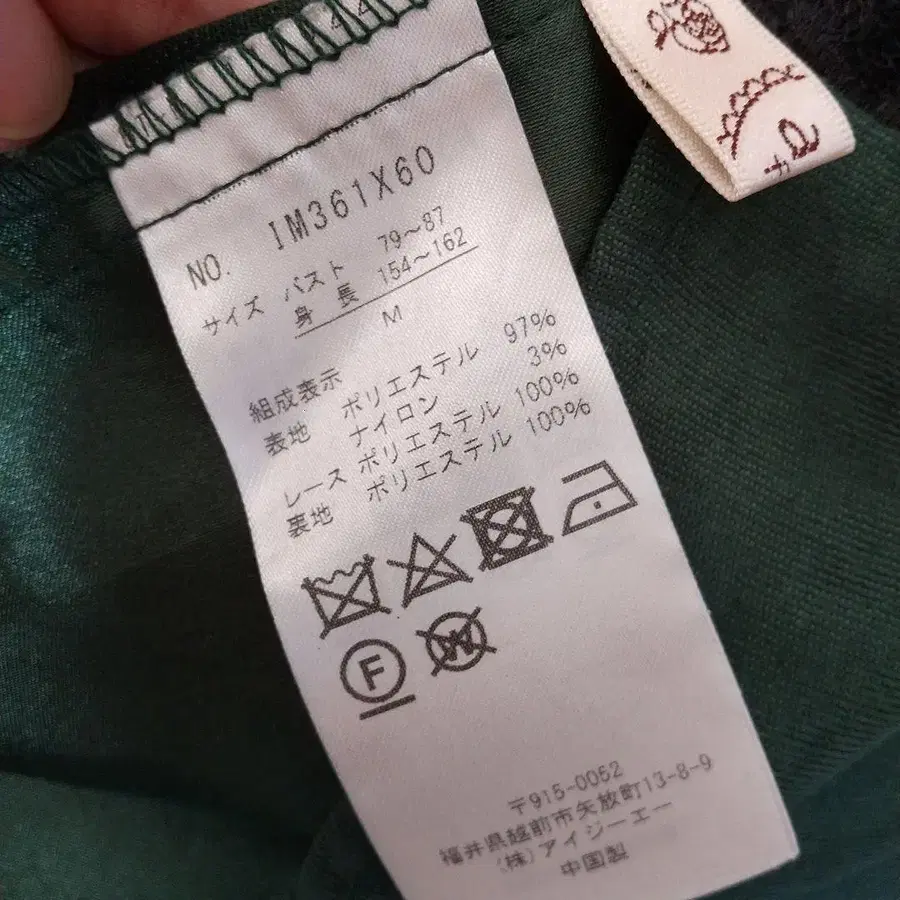 NO. IM361X60
サイズ バスト 79～87
身 長 154～162
M
組成表示
表地 ポリエステル 97%
ナイロン 3%
レース ポリエステル 100%
裏地 ポリエステル 100%
F W
〒915-0052
福井県越前市矢放町13-8-9
(株)アイジーエー
中国製